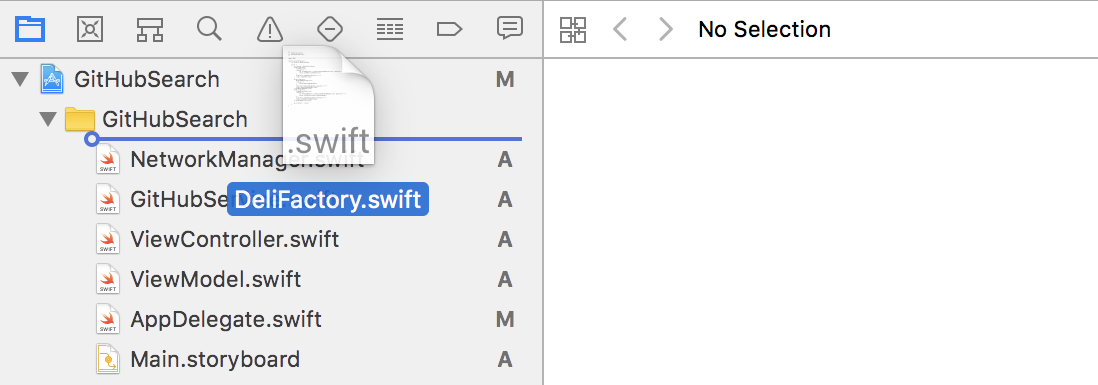 No Selection
GitHubSearch M
GitHubSearch
.swift
NetworkManager.swift A
DeliFactory.swift
GitHubSe A
ViewController.swift A
ViewModel.swift A
AppDelegate.swift M
Main.storyboard A